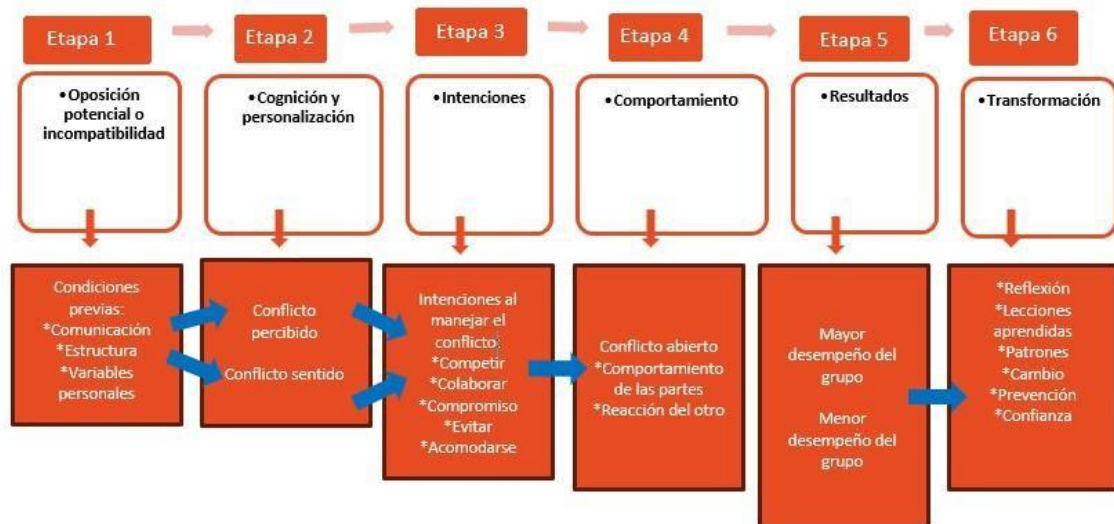 Etapa 1
Etapa 2
Etapa 3
Etapa 4
Etapa 5
Etapa 6
•Oposición
potencial o
incompatibilidad
•Cognición y
personalización
•Intenciones
•Comportamiento
•Resultados
•Transformación
Condiciones
previas:
*Comunicación
*Estructura
*Variables
personales
Conflicto
percibido
Conflicto sentido
Intenciones al
manejar el
conflicto:
*Competir
*Colaborar
*Compromiso
*Evitar
*Acomodarse
Conflicto abierto
*Comportamiento
de las partes
*Reacción del otro
Mayor
desempeño del
grupo
Menor
desempeño del
grupo
*Reflexión
*Lecciones
aprendidas
*Patrones
*Cambio
*Prevención
*Confianza